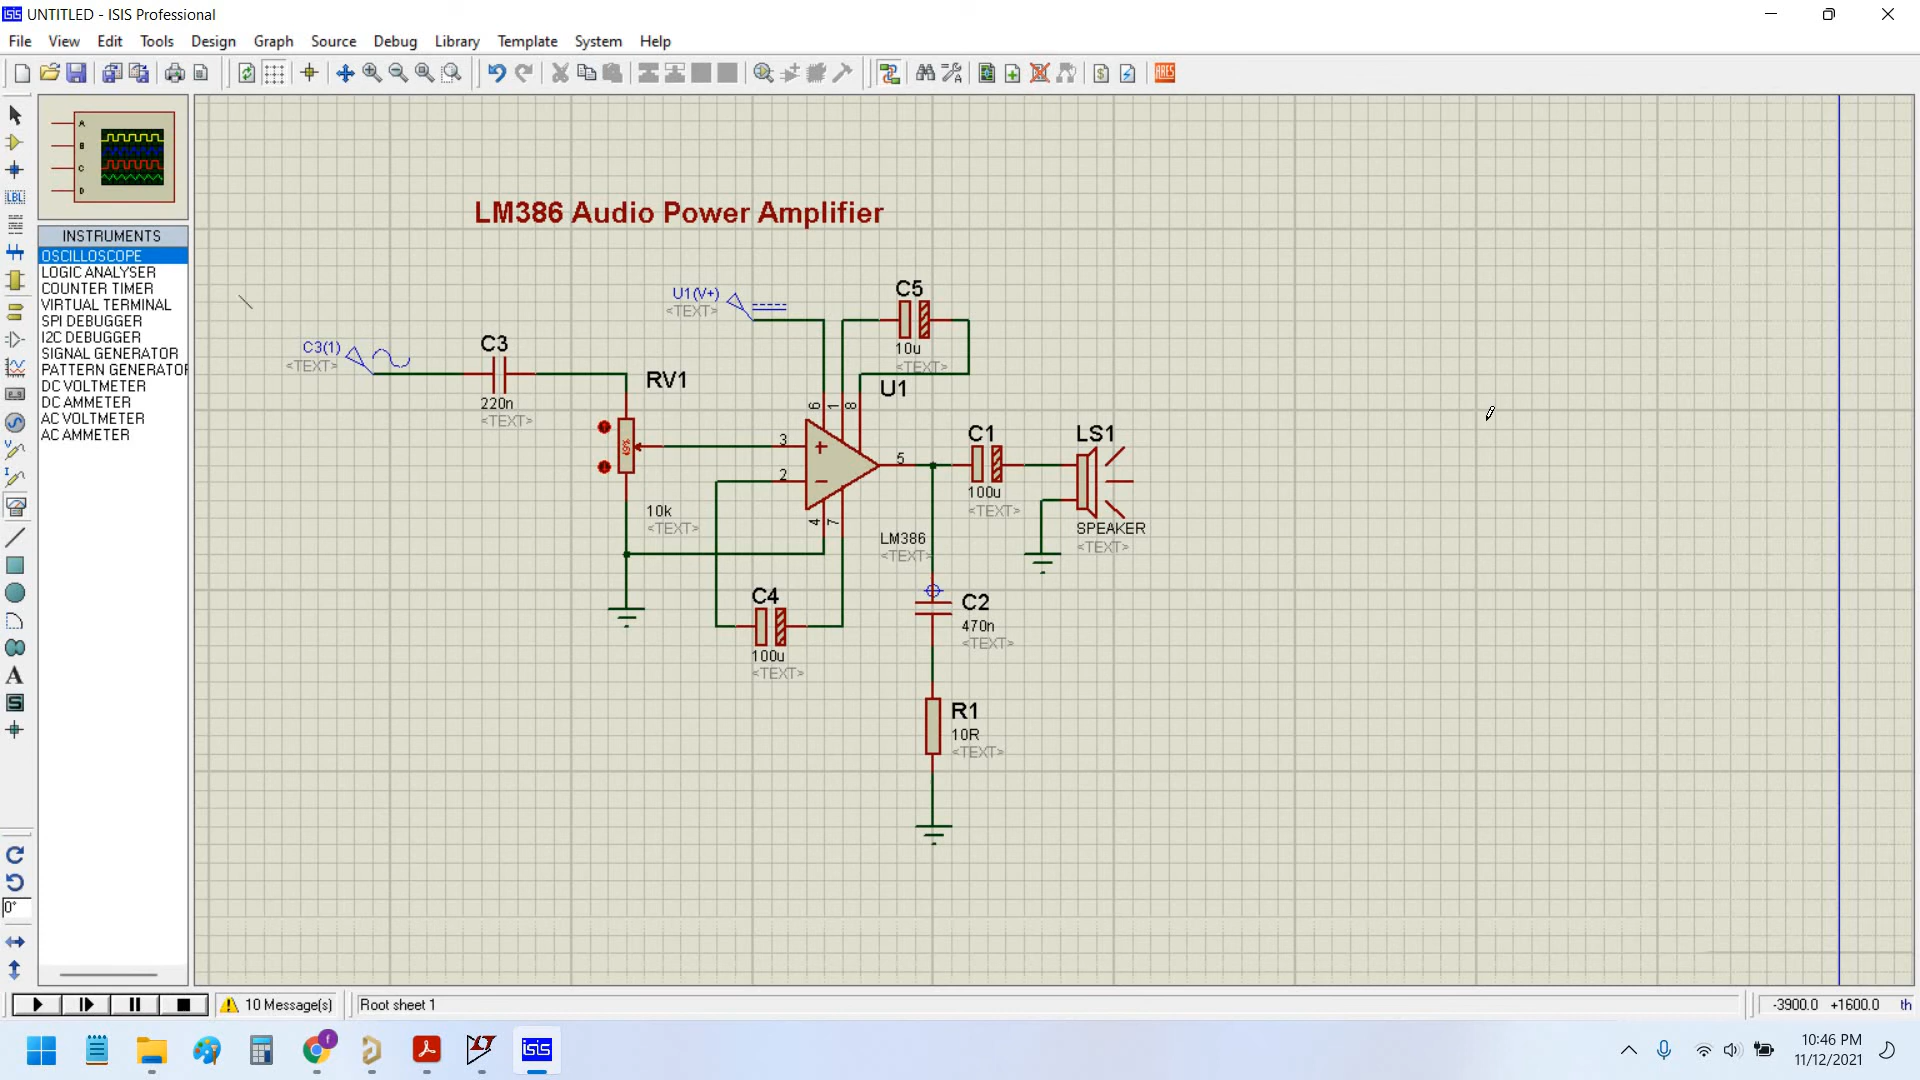 UNTITLED - ISIS Professional
File View Edit Tools Design Graph Source Debug Library Template System Help
ARES
A
B
C
D
LBL
INSTRUMENTS
OSCILLOSCOPE
LOGIC ANALYSER
COUNTER TIMER
VIRTUAL TERMINAL
SPI DEBUGGER
I2C DEBUGGER
SIGNAL GENERATOR
PATTERN GENERATOR
DC VOLTMETER
DC AMMETER
AC VOLTMETER
AC AMMETER
LM386 Audio Power Amplifier
U1(V+)
<TEXT>
C5
10u
<TEXT>
C3(1)
<TEXT>
C3
220n
<TEXT>
RV1
10k
<TEXT>
U1
6
1
8
3
2
5
4
7
LM386
<TEXT>
C1
100u
<TEXT>
LS1
SPEAKER
<TEXT>
C4
100u
<TEXT>
C2
470n
<TEXT>
R1
10R
<TEXT>
0°
10 Message(s)
Root sheet 1
-3900.0 +1600.0 th
f
isis
10:46 PM
11/12/2021